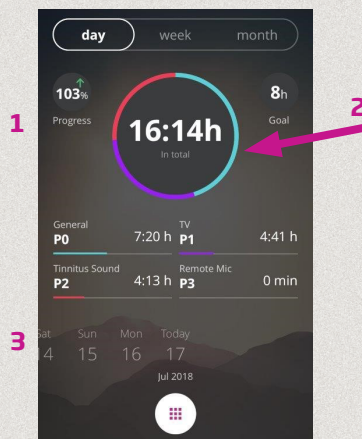 day week month
103%
Progress
8h
Goal
1
2
16:14h
In total
General
P0 7:20 h
TV
P1 4:41 h
Tinnitus Sound
P2 4:13 h
Remote Mic
P3 0 min
3
Sat Sun Mon Today
14 15 16 17
Jul 2018